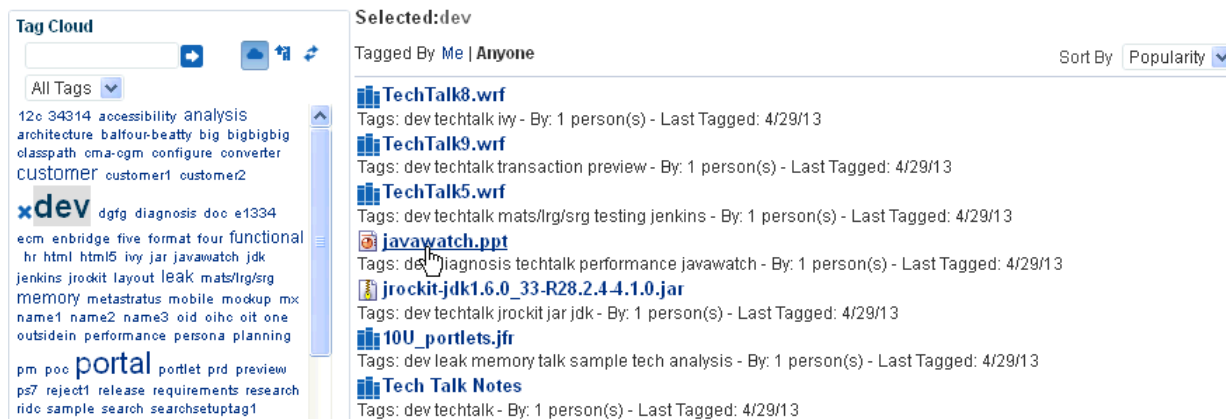 Tag Cloud
All Tags
12c 34314 accessibility analysis
architecture balfour-beatty big bigbigbig
classpath cma-cgm configure converter
customer customer1 customer2
dev dgfg diagnosis doc e1334
ecm enbridge five format four functional
hr html html5 ivy jar javawatch jdk
jenkins jrockit layout leak mats/lrg/srg
memory metastratus mobile mockup mx
name1 name2 name3 oid oihc oit one
outsidein performance persona planning
pm poc portal portlet prd preview
ps7 reject1 release requirements research
ridc sample search searchsetuptag1
Selected:dev
Tagged By Me | Anyone
Sort By Popularity
TechTalk8.wrf
Tags: dev techtalk ivy - By: 1 person(s) - Last Tagged: 4/29/13
TechTalk9.wrf
Tags: dev techtalk transaction preview - By: 1 person(s) - Last Tagged: 4/29/13
TechTalk5.wrf
Tags: dev techtalk mats/lrg/srg testing jenkins - By: 1 person(s) - Last Tagged: 4/29/13
javawatch.ppt
Tags: dev diagnosis techtalk performance javawatch - By: 1 person(s) - Last Tagged: 4/29/13
jrockit-jdk1.6.0_33-R28.2.4-4.1.0.jar
Tags: dev techtalk jrockit jar jdk - By: 1 person(s) - Last Tagged: 4/29/13
10U_portlets.jfr
Tags: dev leak memory talk sample tech analysis - By: 1 person(s) - Last Tagged: 4/29/13
Tech Talk Notes
Tags: dev techtalk - By: 1 person(s) - Last Tagged: 4/29/13